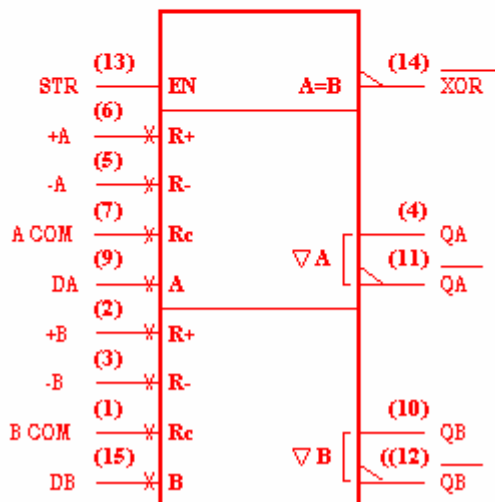 (13) (14)
STR EN A=B XOR
(6)
+A R+
(5)
-A R-
(7) (4)
A COM Rc QA
(9) ▽A (11)
DA A QA
(2)
+B R+
(3)
-B R-
(1) (10)
B COM Rc QB
(15) ▽B ((12)
DB B QB